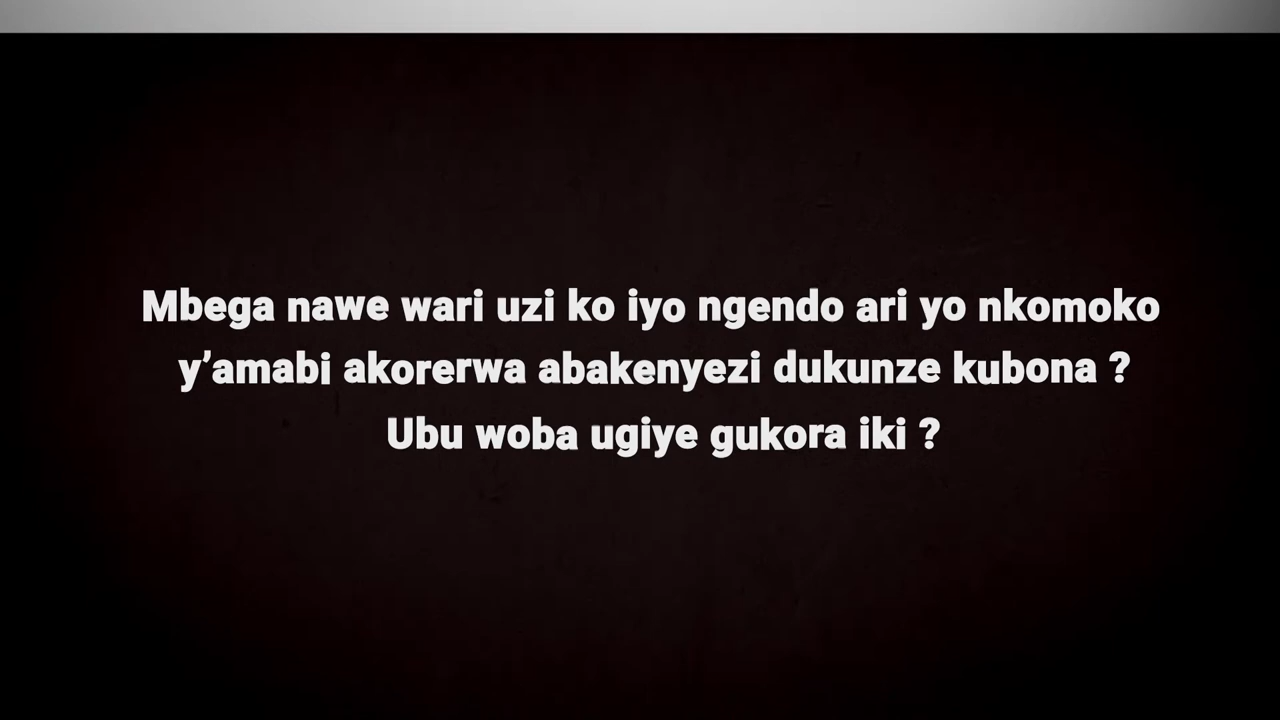 Mbega nawe wari uzi ko iyo ngendo ari yo nkomoko
y’amabi akorerwa abakenyezi dukunze kubona ?
Ubu woba ugiye gukora iki ?